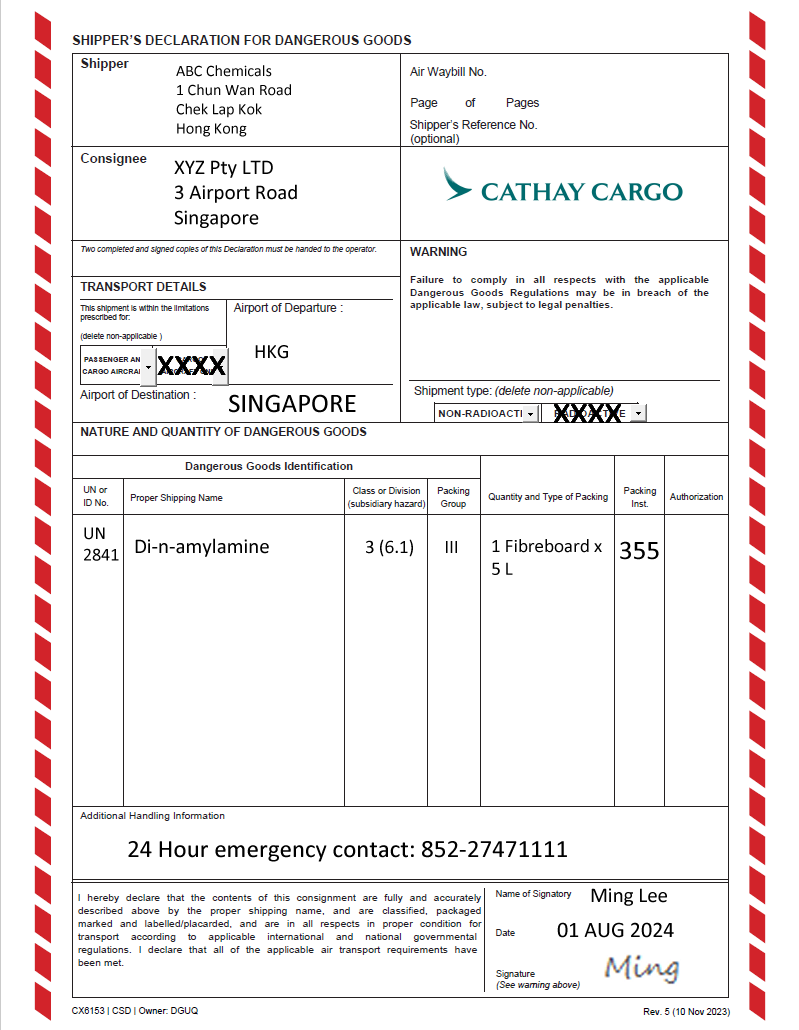 SHIPPER'S DECLARATION FOR DANGEROUS GOODS
Shipper
ABC Chemicals
1 Chun Wan Road
Chek Lap Kok
Hong Kong
Air Waybill No.
Page of Pages
Shipper's Reference No.
(optional)
Consignee
XYZ Pty LTD
3 Airport Road
Singapore
CATHAY CARGO
Two completed and signed copies of this Declaration must be handed to the operator.
WARNING
Failure to comply in all respects with the applicable
Dangerous Goods Regulations may be in breach of the
applicable law, subject to legal penalties.
TRANSPORT DETAILS
This shipment is within the limitations
prescribed for:
(delete non-applicable )
PASSENGER AN
CARGO AIRCRAI
XXXX
Airport of Departure :
HKG
Airport of Destination :
SINGAPORE
Shipment type: (delete non-applicable)
NON-RADIOACTI
XXXX
NATURE AND QUANTITY OF DANGEROUS GOODS
Dangerous Goods Identification
UN or
ID No.
Proper Shipping Name
Class or Division
(subsidiary hazard)
Packing
Group
Quantity and Type of Packing
Packing
Inst.
Authorization
UN
2841
Di-n-amylamine
3 (6.1)
III
1 Fibreboard x
5 L
355
Additional Handling Information
24 Hour emergency contact: 852-27471111
I hereby declare that the contents of this consignment are fully and accurately
described above by the proper shipping name, and are classified, packaged
marked and labelled/placarded, and are in all respects in proper condition for
transport according to applicable international and national governmental
regulations. I declare that all of the applicable air transport requirements have
been met.
Name of Signatory Ming Lee
Date 01 AUG 2024
Signature Ming
(See warning above)
CX6153 | CSD | Owner: DGUQ
Rev. 5 (10 Nov 2023)